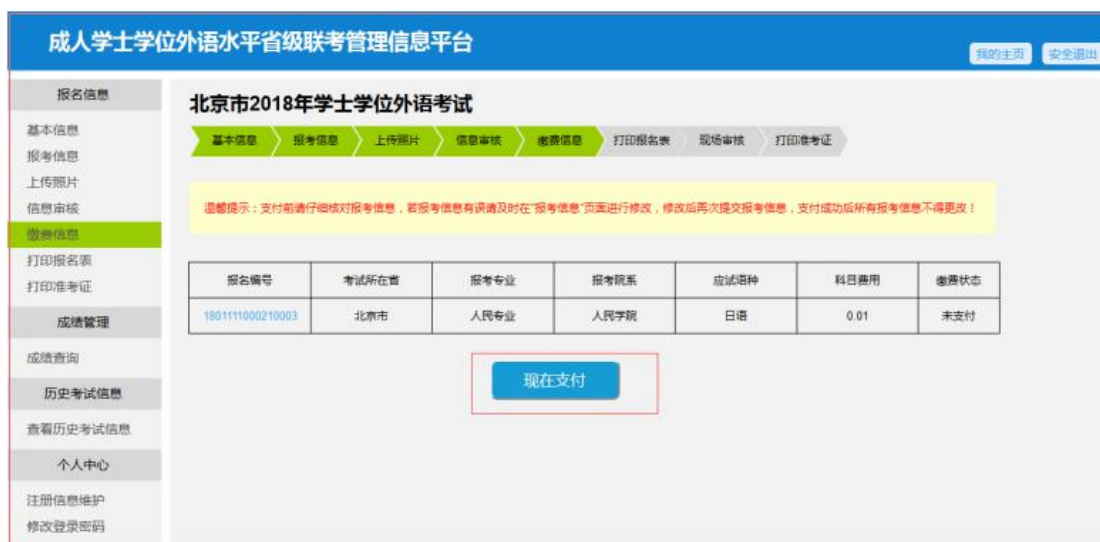 成人学士学位外语水平省级联考管理信息平台
我的主页 安全退出
报名信息
基本信息
报考信息
上传照片
信息审核
缴费信息
打印报名表
打印准考证
成绩管理
成绩查询
历史考试信息
查看历史考试信息
个人中心
注册信息维护
修改登录密码
北京市2018年学士学位外语考试
基本信息 报考信息 上传照片 信息审核 缴费信息 打印报名表 现场审核 打印准考证
温馨提示：支付前请仔细核对报考信息，若报考信息有误请及时在"报考信息"页面进行修改，修改后再次提交报考信息，支付成功后所有报考信息不得更改！
报名编号 考试所在省 报考专业 报考院系 应试语种 科目费用 缴费状态
1801111000210003 北京市 人民专业 人民学院 日语 0.01 未支付
现在支付